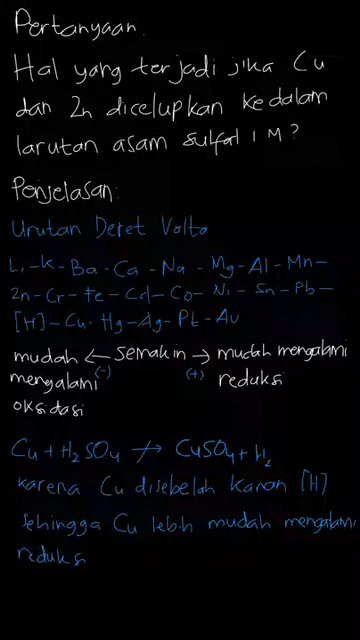 Pertanyaan.
Hal yang terjadi jika Cu
dan Zn dicelupkan kedalam
larutan asam sulfat 1 M?
Penjelasan:
Urutan Deret Volta
Li - K - Ba - Ca - Na - Mg - Al - Mn -
Zn - Cr - Fe - Cd - Co - Ni - Sn - Pb -
[H] - Cu - Hg - Ag - Pt - Au
mudah ← semakin → mudah mengalami
mengalami (-) (+) reduksi
oksidasi
Cu + H₂SO₄ ↛ CuSO₄ + H₂
karena Cu disebelah kanan [H]
sehingga Cu lebih mudah mengalami
reduksi